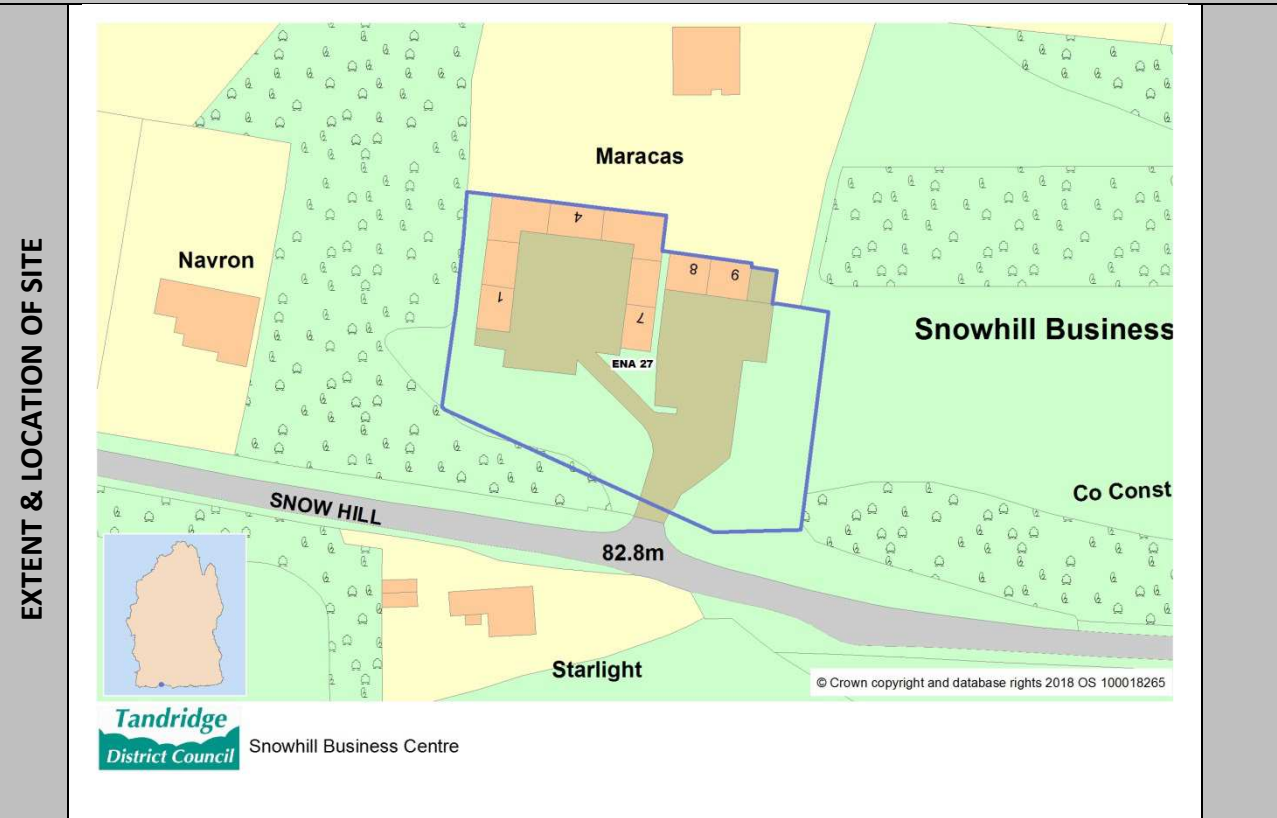 EXTENT & LOCATION OF SITE
Maracas
Navron
4
8
9
1
7
ENA 27
Snowhill Business
Co Const
SNOW HILL
82.8m
Starlight
© Crown copyright and database rights 2018 OS 100018265
Tandridge
District Council
Snowhill Business Centre